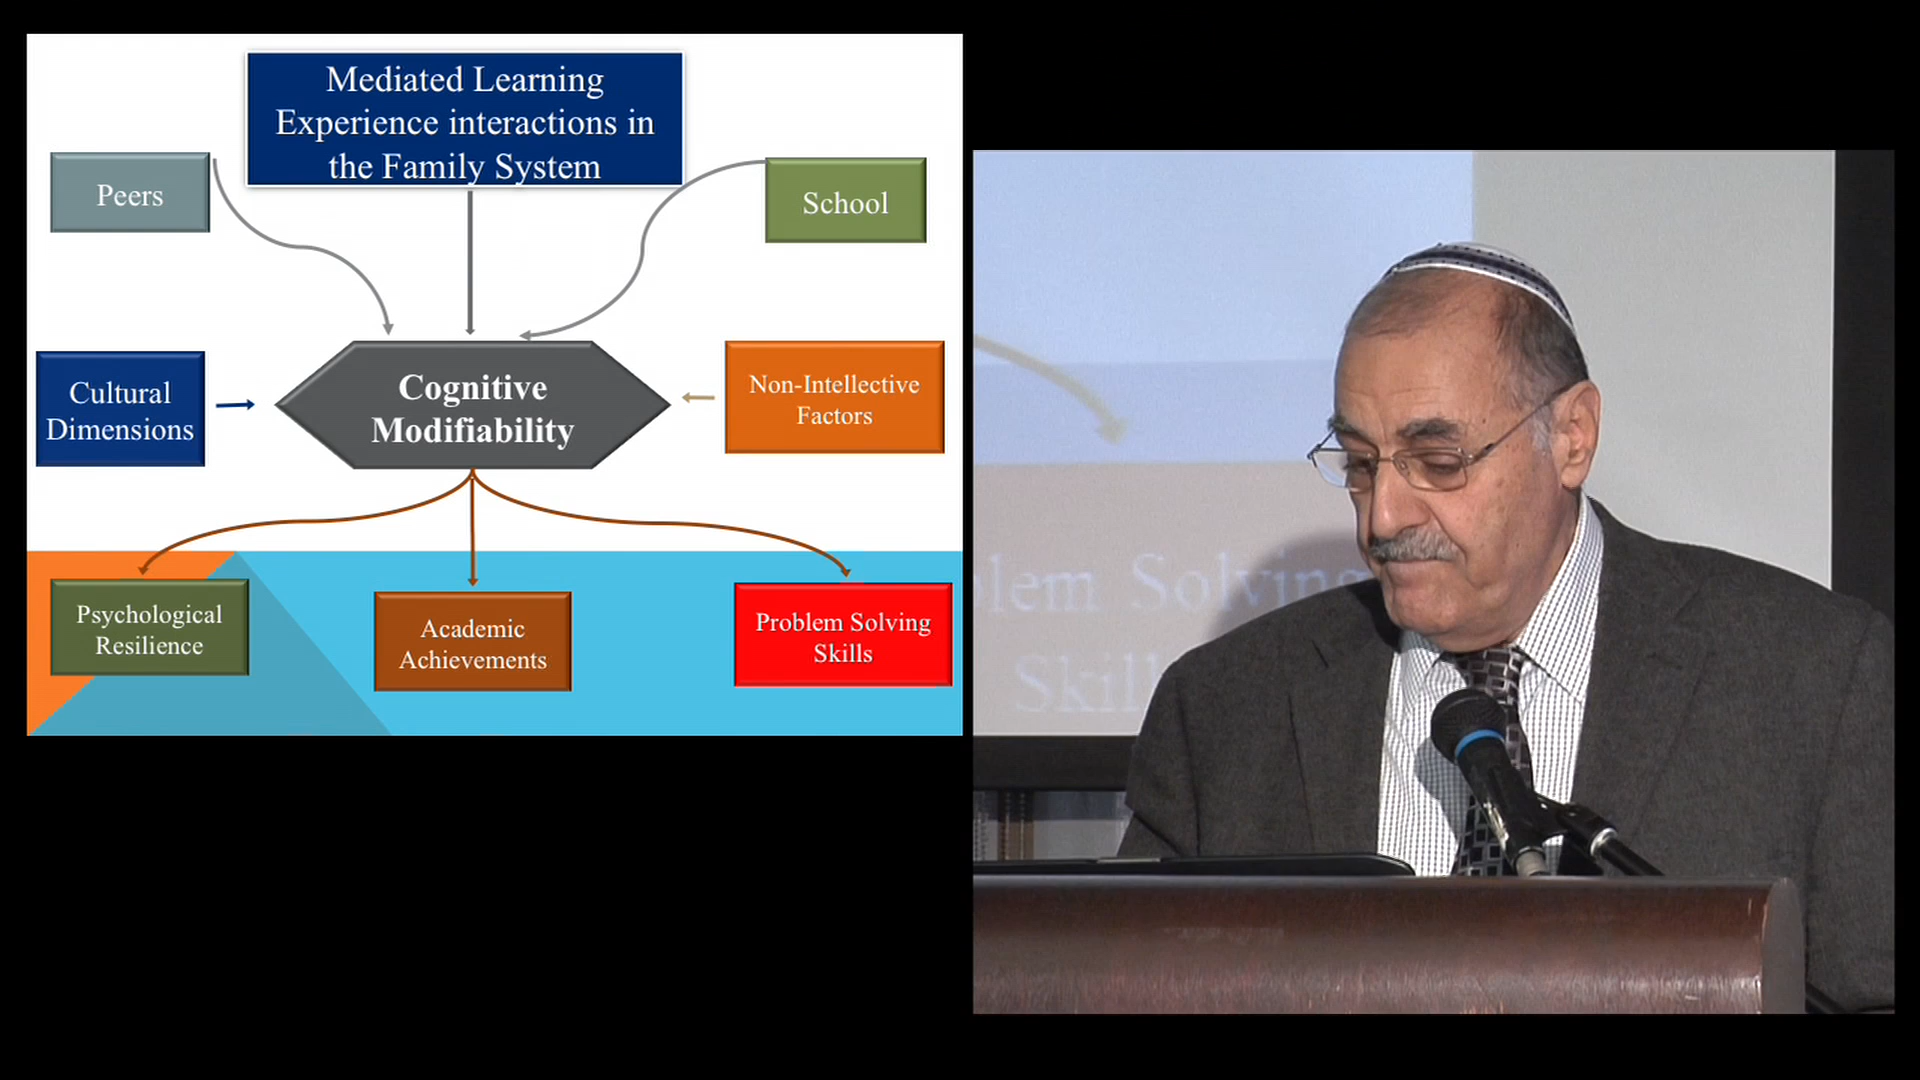 Mediated Learning
Experience interactions in
the Family System
Peers
School
Cultural
Dimensions
Cognitive
Modifiability
Non-Intellective
Factors
Psychological
Resilience
Academic
Achievements
Problem Solving
Skills
Solving